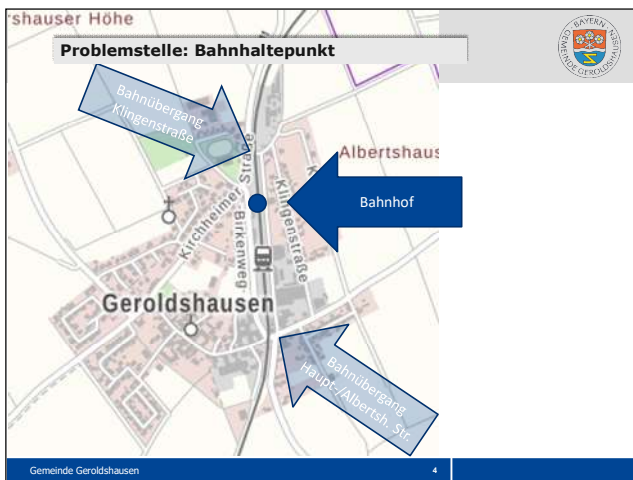 shauser Höhe
Problemstelle: Bahnhaltepunkt
BAYERN
GEMEINDE GEROLDSHAUSEN
Bahnübergang
Klingenstraße
Albertshaus
Bahnhof
Kirchheimer Straße
Birkenweg
Klingenstraße
K
Geroldshausen
Bahnübergang
Haupt-/Albertsh. Str.
Gemeinde Geroldshausen
4